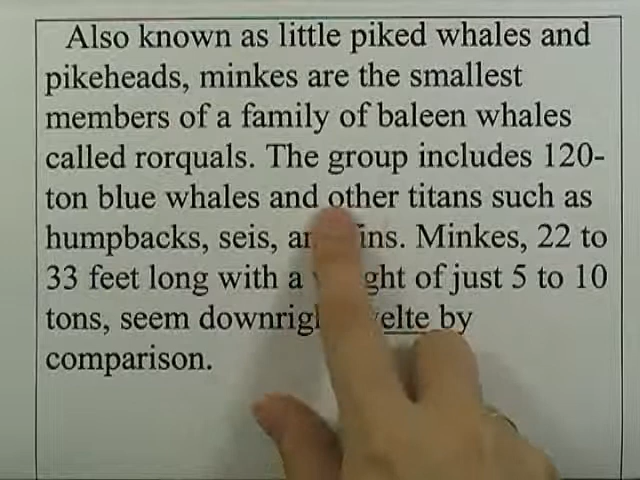 Also known as little piked whales and
pikeheads, minkes are the smallest
members of a family of baleen whales
called rorquals. The group includes 120-
ton blue whales and other titans such as
humpbacks, seis, an ins. Minkes, 22 to
33 feet long with a ght of just 5 to 10
tons, seem downrig elte by
comparison.